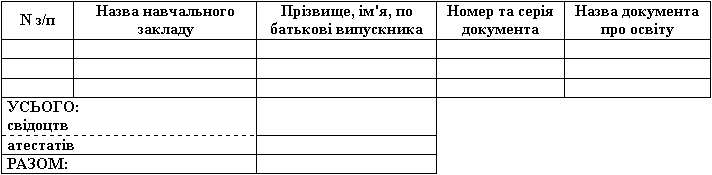 N з/п
Назва навчального
закладу
Прізвище, ім'я, по
батькові випускника
Номер та серія
документа
Назва документа
про освіту
УСЬОГО:
свідоцтв
атестатів
РАЗОМ: